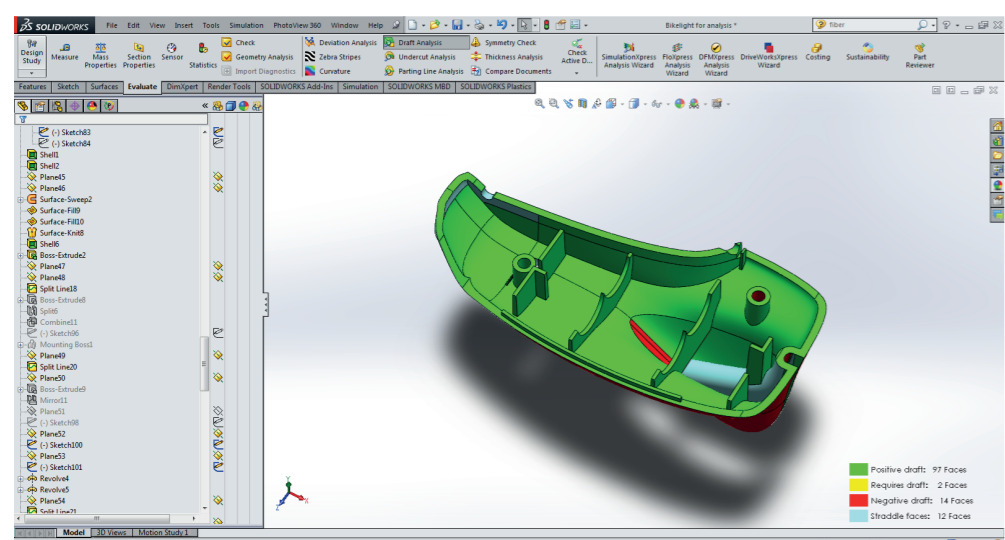 SOLIDWORKS File Edit View Insert Tools Simulation PhotoView 360 Window Help Bikelight for analysis * fiber
Design Study
Measure
Mass Properties
Section Properties
Sensor
Statistics
Check
Geometry Analysis
Import Diagnostics
Deviation Analysis
Zebra Stripes
Curvature
Draft Analysis
Undercut Analysis
Parting Line Analysis
Symmetry Check
Thickness Analysis
Compare Documents
Check Active D...
SimulationXpress Analysis Wizard
FloXpress Analysis Wizard
DFMXpress Analysis Wizard
DriveWorksXpress Wizard
Costing
Sustainability
Part Reviewer
Features Sketch Surfaces Evaluate DimXpert Render Tools SOLIDWORKS Add-Ins Simulation SOLIDWORKS MBD SOLIDWORKS Plastics
(-) Sketch83
(-) Sketch84
Shell1
Shell2
Plane45
Plane46
Surface-Sweep2
Surface-Fill9
Surface-Fill10
Surface-Knit8
Shell6
Boss-Extrude2
Plane47
Plane48
Split Line18
Boss-Extrude8
Split6
Combine11
(-) Sketch96
Mounting Boss1
Plane49
Split Line20
Plane50
Boss-Extrude9
Mirror11
Plane51
(-) Sketch98
Plane52
(-) Sketch100
Plane53
(-) Sketch101
Revolve4
Revolve5
Plane54
Split Line21
Positive draft: 97 Faces
Requires draft: 2 Faces
Negative draft: 14 Faces
Straddle faces: 12 Faces
Model 3D Views Motion Study 1